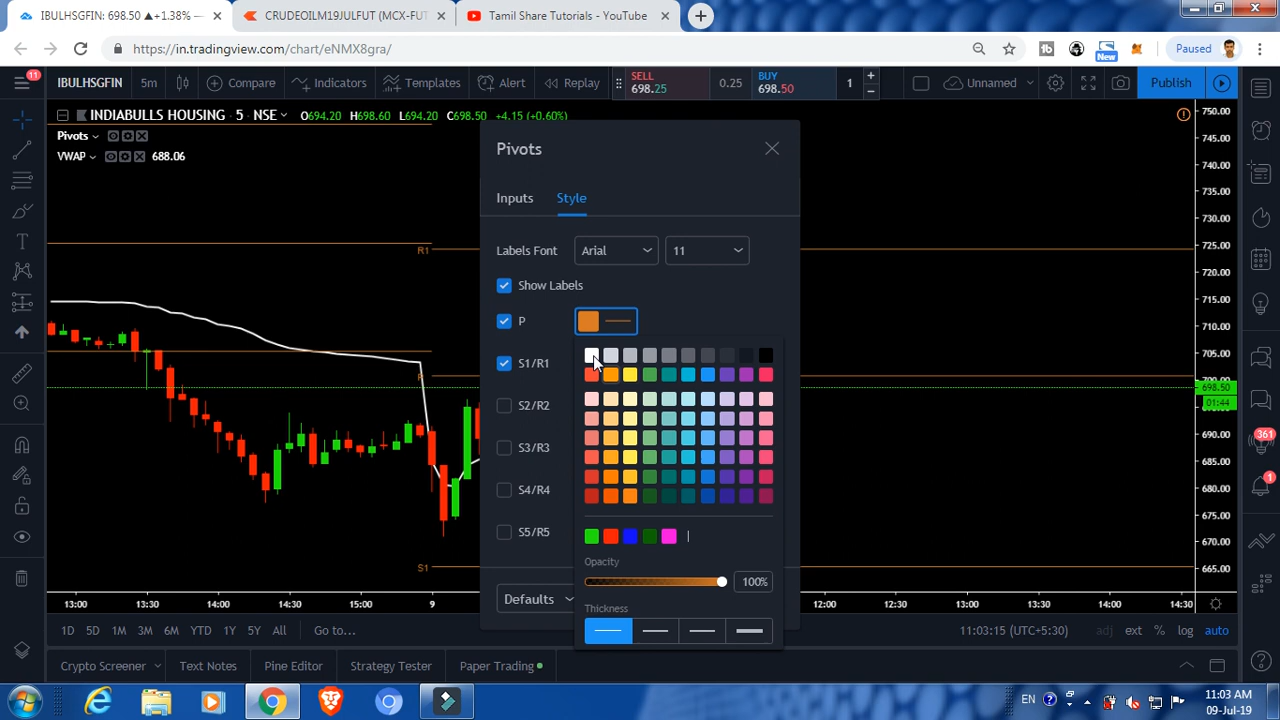 IBULHSGFIN: 698.50 ▲+1.38%
CRUDEOILM19JULFUT (MCX-FUT
Tamil Share Tutorials - YouTube
https://in.tradingview.com/chart/eNMX8gra/
New
Paused
11
IBULHSGFIN
5m
Compare
Indicators
Templates
Alert
Replay
SELL
698.25
0.25
BUY
698.50
1
Unnamed
Publish
INDIABULLS HOUSING · 5 · NSE
O694.20 H698.60 L694.20 C698.50 +4.15 (+0.60%)
Pivots
VWAP 688.06
R1
S1
Pivots
Inputs
Style
Labels Font
Arial
11
Show Labels
P
S1/R1
S2/R2
S3/R3
S4/R4
S5/R5
Defaults
Opacity
100%
Thickness
750.00
745.00
740.00
735.00
730.00
725.00
720.00
715.00
710.00
705.00
698.50
01:44
690.00
685.00
680.00
675.00
670.00
665.00
361
1
13:00
13:30
14:00
14:30
15:00
9
12:00
12:30
13:00
13:30
14:00
14:30
1D 5D 1M 3M 6M YTD 1Y 5Y All Go to...
11:03:15 (UTC+5:30)
adj ext % log auto
Crypto Screener
Text Notes
Pine Editor
Strategy Tester
Paper Trading
EN
11:03 AM
09-Jul-19